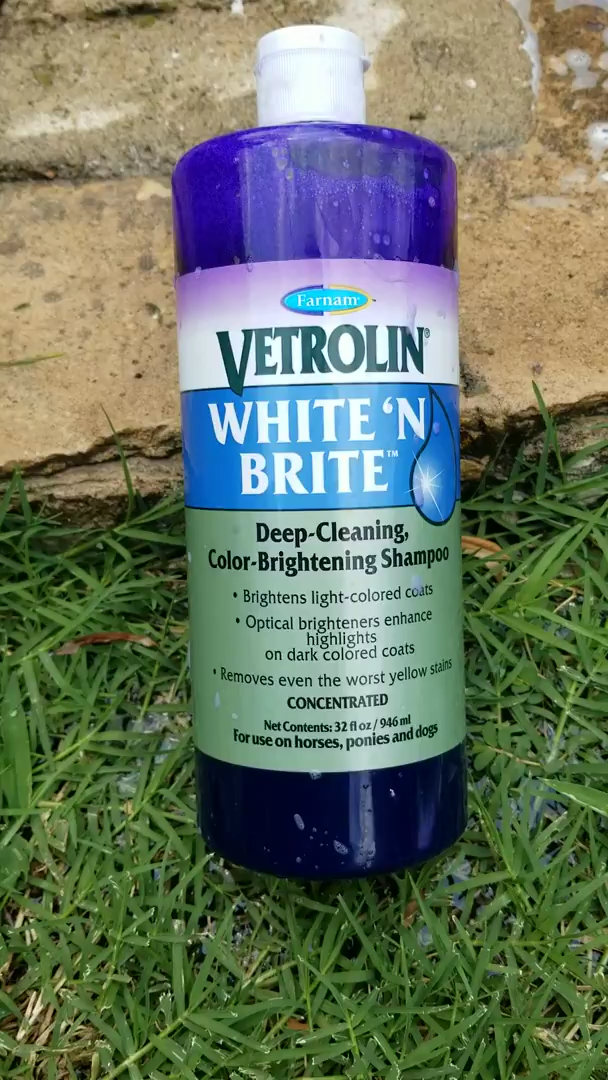 Farnam
VETROLIN®
WHITE ‘N
BRITE™
Deep-Cleaning,
Color-Brightening Shampoo
• Brightens light-colored coats
• Optical brighteners enhance
highlights
on dark colored coats
• Removes even the worst yellow stains
CONCENTRATED
Net Contents: 32 fl oz / 946 ml
For use on horses, ponies and dogs